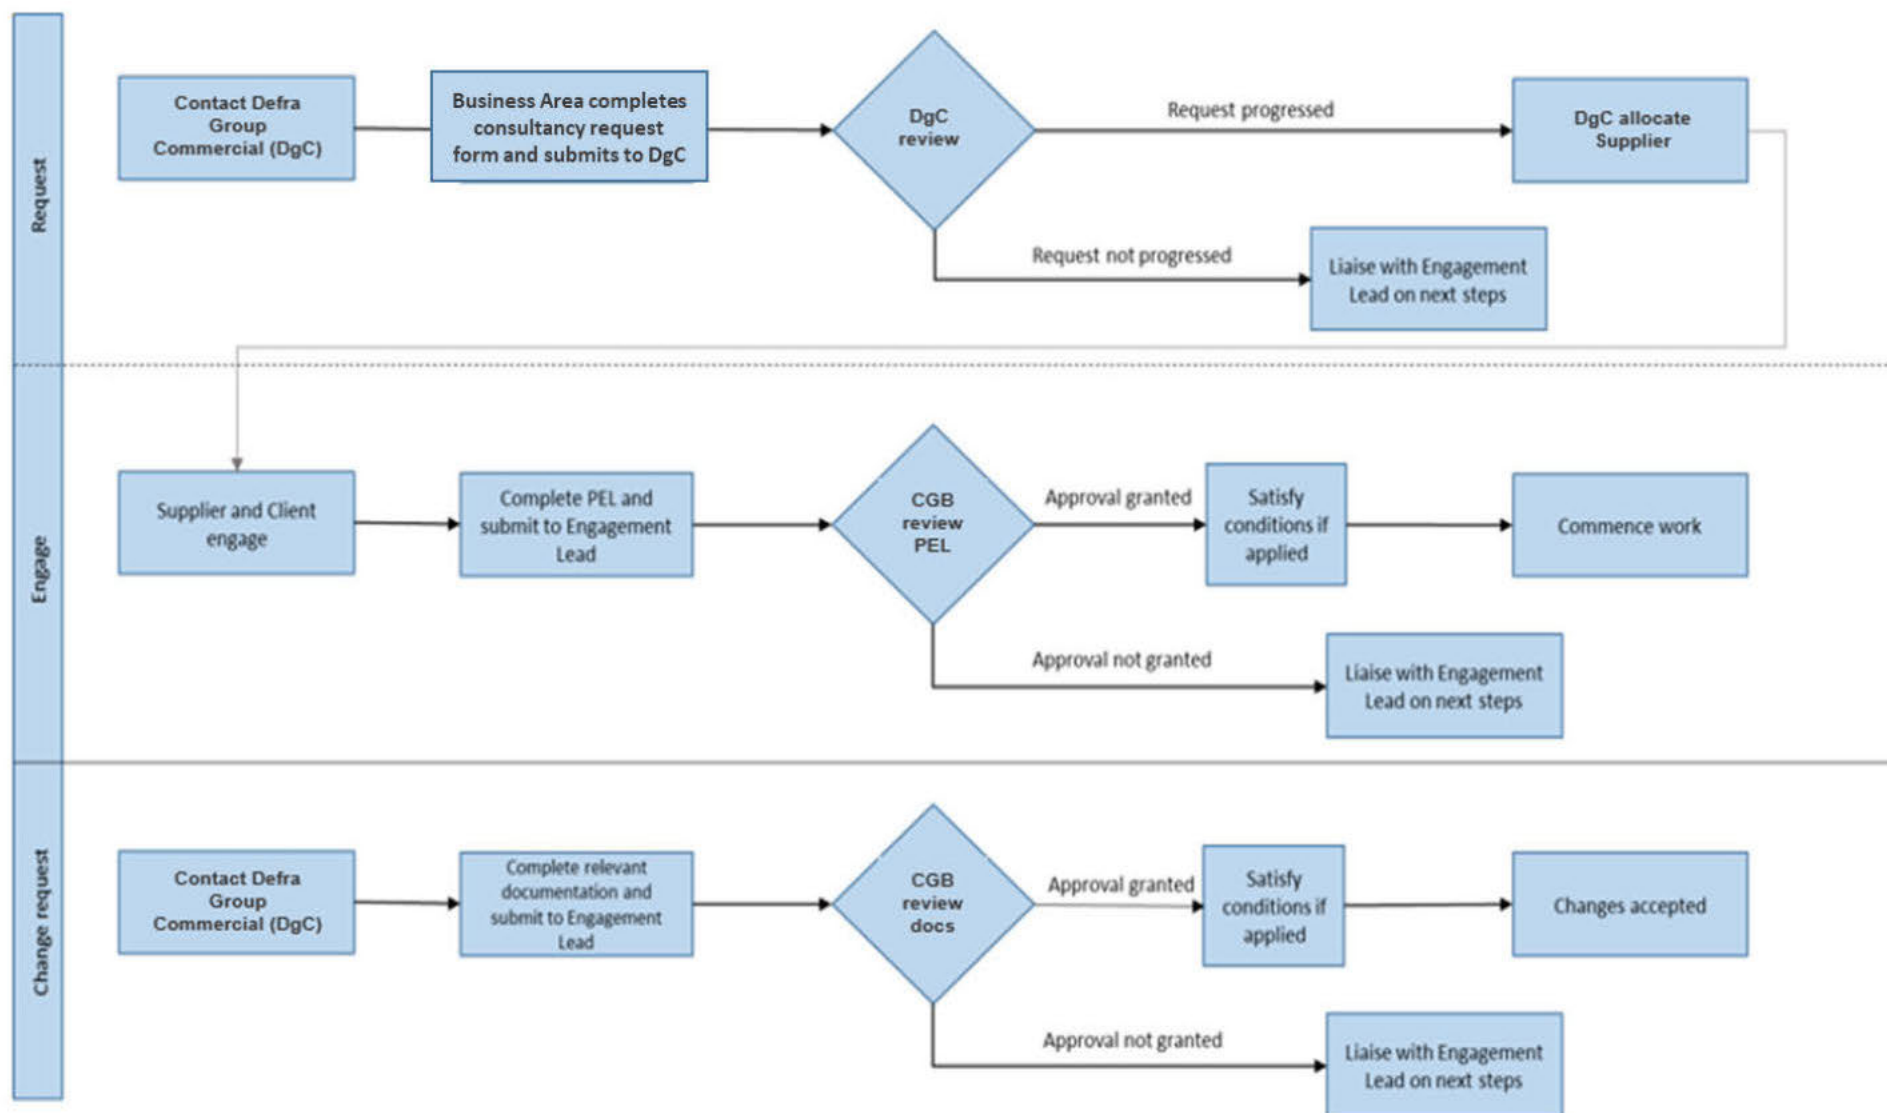 Request
Contact Defra
Group
Commercial (DgC)
Business Area completes
consultancy request
form and submits to DgC
DgC
review
Request progressed
DgC allocate
Supplier
Request not progressed
Liaise with Engagement
Lead on next steps
Engage
Supplier and Client
engage
Complete PEL and
submit to Engagement
Lead
CGB
review
PEL
Approval granted
Satisfy
conditions if
applied
Commence work
Approval not granted
Liaise with Engagement
Lead on next steps
Change request
Contact Defra
Group
Commercial (DgC)
Complete relevant
documentation and
submit to Engagement
Lead
CGB
review
docs
Approval granted
Satisfy
conditions if
applied
Changes accepted
Approval not granted
Liaise with Engagement
Lead on next steps